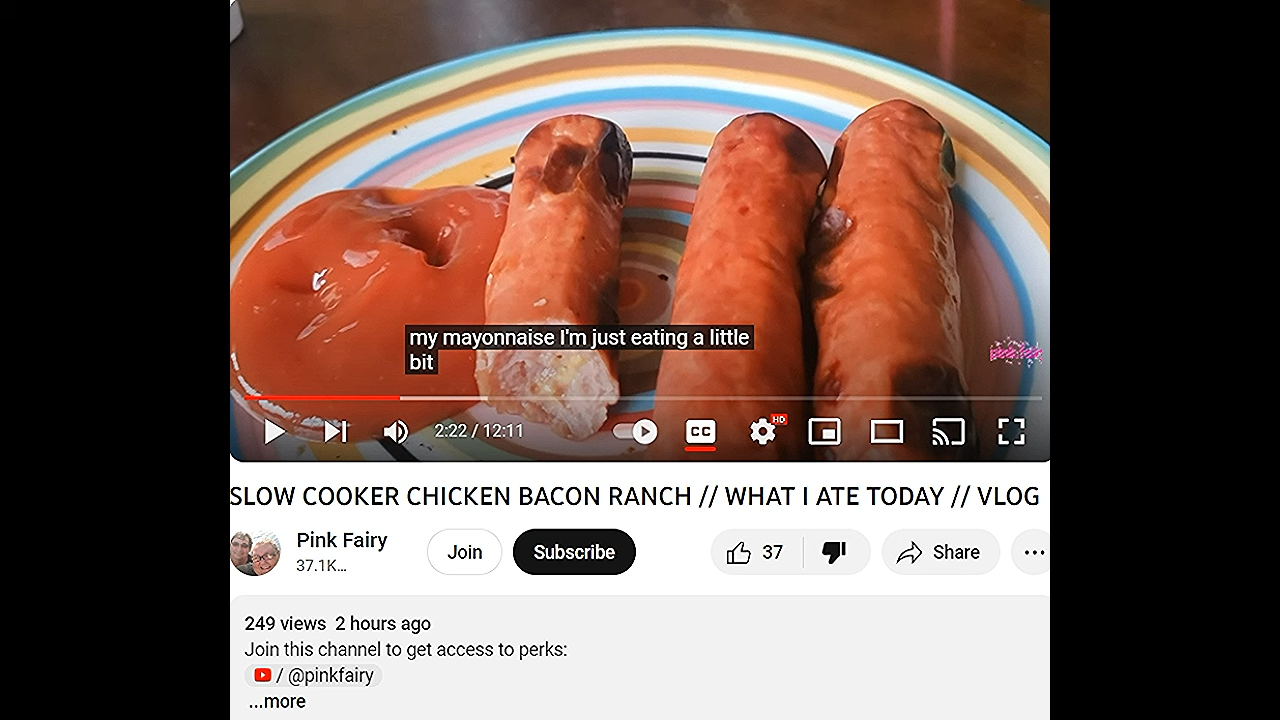 my mayonnaise I'm just eating a little
bit
2:22 / 12:11
CC
HD
SLOW COOKER CHICKEN BACON RANCH // WHAT I ATE TODAY // VLOG
Pink Fairy
37.1K…
Join
Subscribe
37
Share
249 views 2 hours ago
Join this channel to get access to perks:
/ @pinkfairy
...more